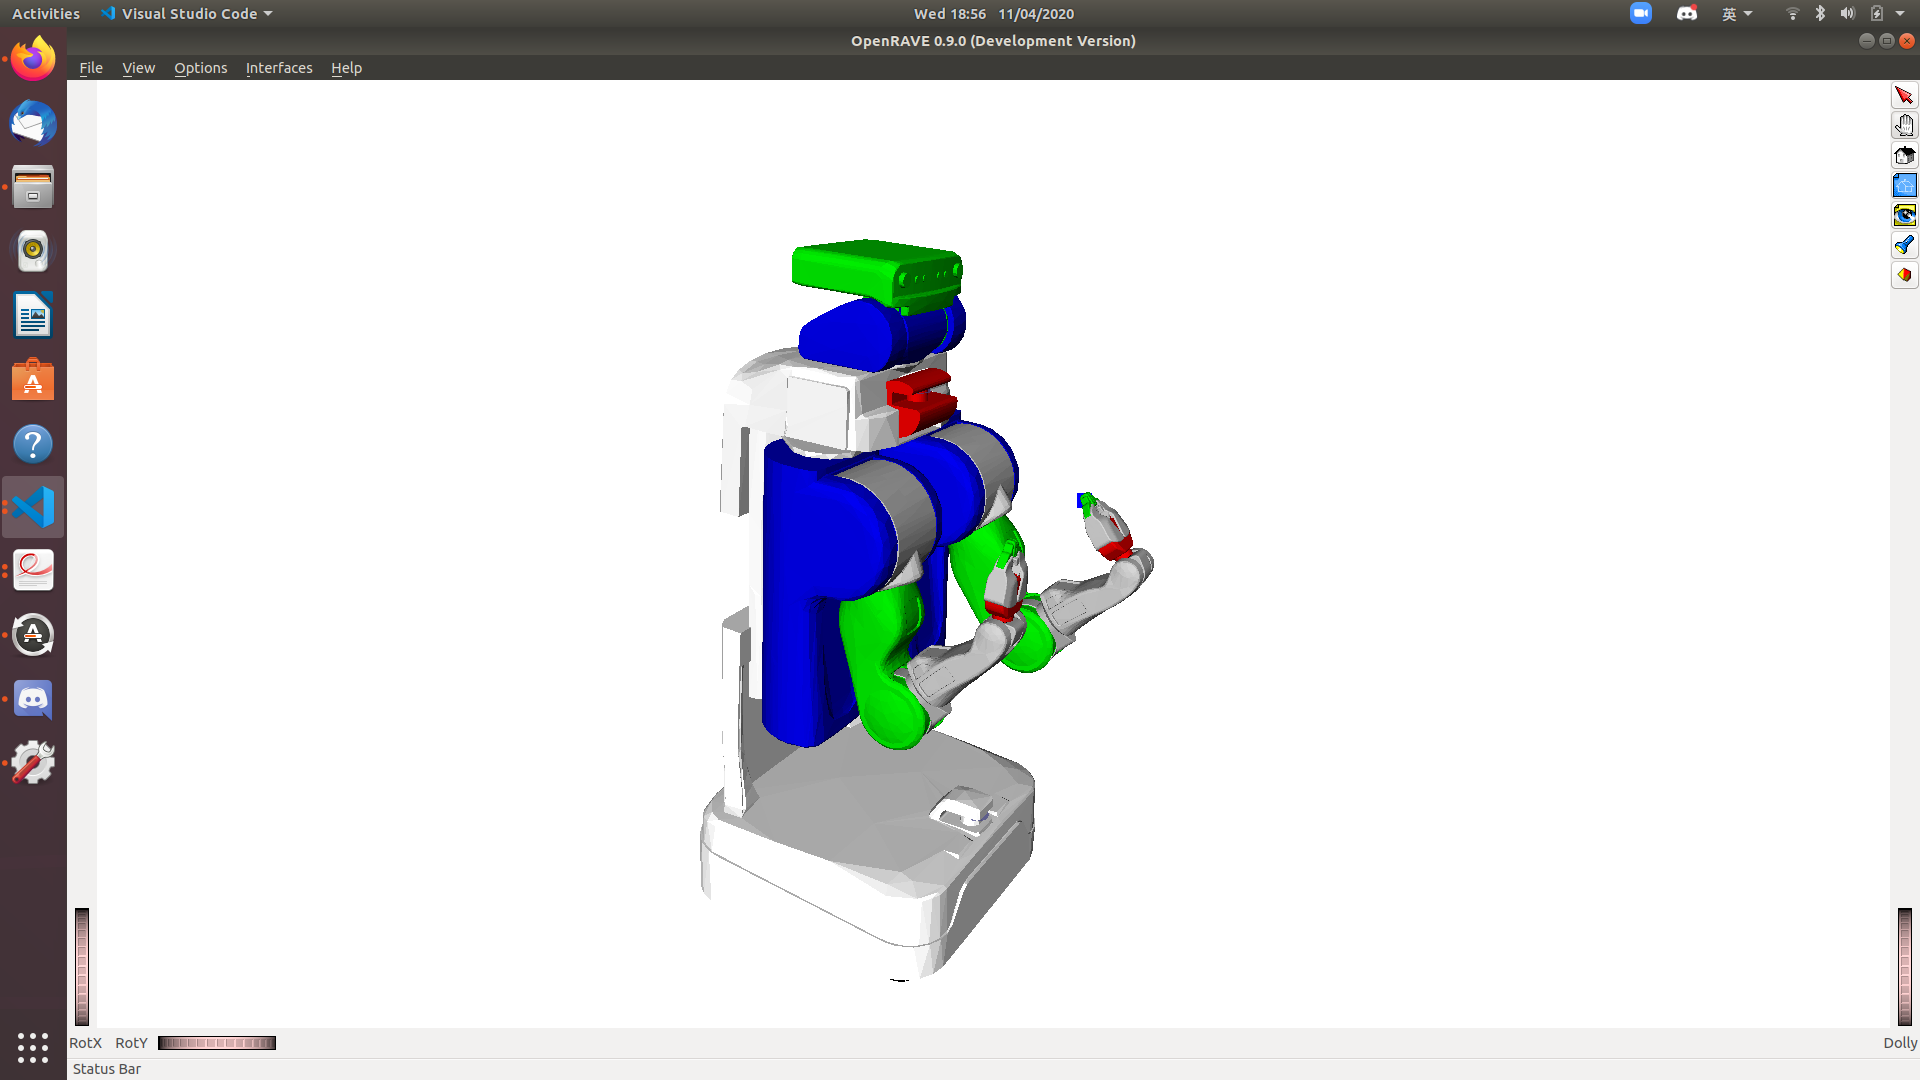 Activities
Visual Studio Code
Wed 18:56 11/04/2020
英
OpenRAVE 0.9.0 (Development Version)
File View Options Interfaces Help
RotX RotY
Dolly
Status Bar